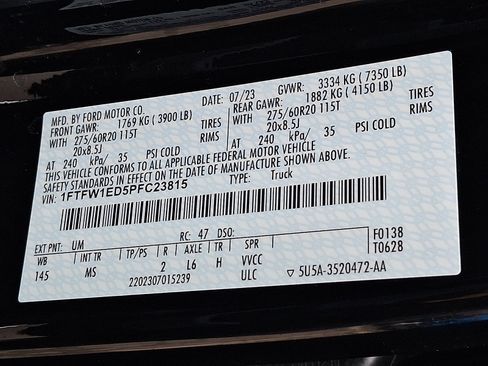 MFD. BY FORD MOTOR CO. DATE: 07/23 GVWR: 3334 KG (7350 LB)
FRONT GAWR: 1769 KG (3900 LB) REAR GAWR: 1882 KG (4150 LB)
WITH 275/60R20 115T TIRES WITH 275/60R20 115T TIRES
20x8.5J RIMS 20x8.5J RIMS
AT 240 kPa/ 35 PSI COLD AT 240 kPa/ 35 PSI COLD
THIS VEHICLE CONFORMS TO ALL APPLICABLE FEDERAL MOTOR VEHICLE
SAFETY STANDARDS IN EFFECT ON THE DATE OF MANUFACTURE SHOWN ABOVE.
VIN: 1FTFW1ED5PFC23815 TYPE: Truck
EXT PNT: UM RC: 47 DSO: F0138
WB INT TR TP/PS R AXLE TR SPR T0628
145 MS 2 L6 H VVCC
2202307015239 ULC ▽ 5U5A-3520472-AA